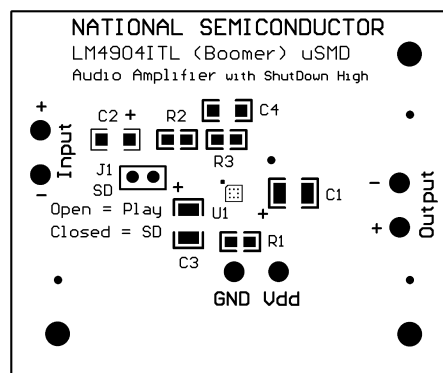 NATIONAL SEMICONDUCTOR
LM4904ITL (Boomer) uSMD
Audio Amplifier with ShutDown High
+
C2 +
R2
C4
Input
R3
J1
-
SD
+
U1
C1
-
Output
Open = Play
+
+
Closed = SD
R1
C3
GND Vdd